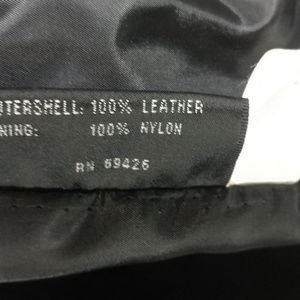 TERSHELL: 100% LEATHER
NING: 100% NYLON
RN 69426